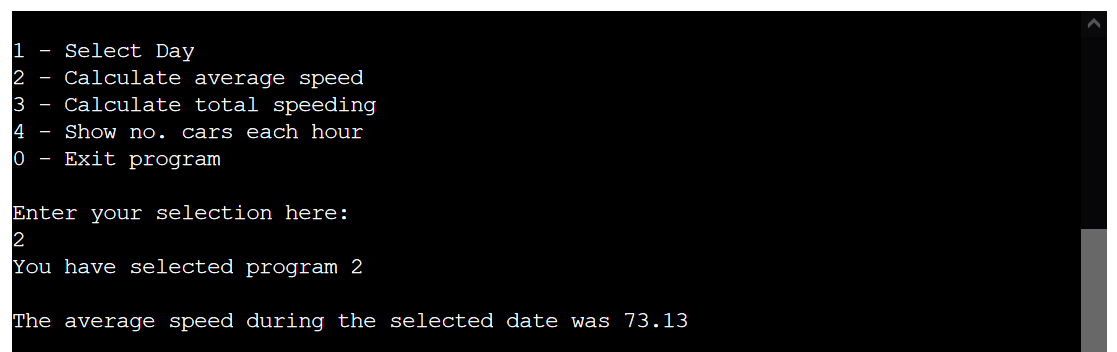 1 - Select Day
2 - Calculate average speed
3 - Calculate total speeding
4 - Show no. cars each hour
0 - Exit program
Enter your selection here:
2
You have selected program 2
The average speed during the selected date was 73.13